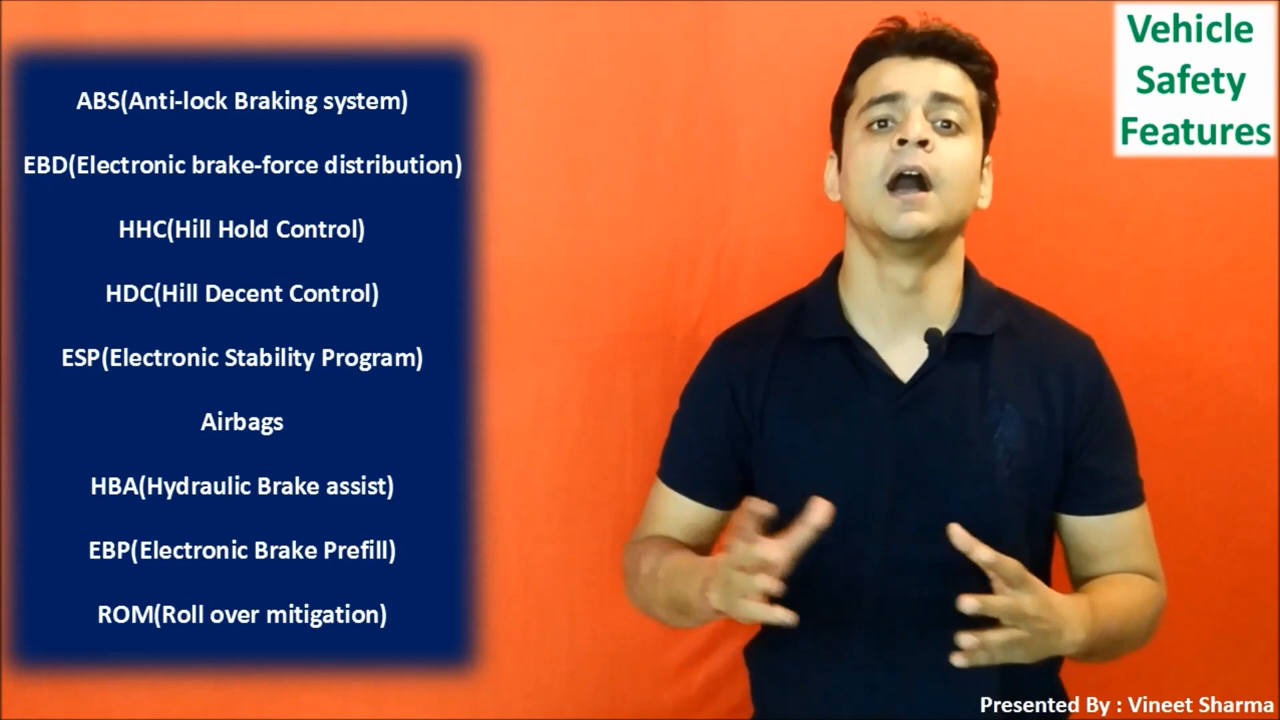 ABS(Anti-lock Braking system)
EBD(Electronic brake-force distribution)
HHC(Hill Hold Control)
HDC(Hill Decent Control)
ESP(Electronic Stability Program)
Airbags
HBA(Hydraulic Brake assist)
EBP(Electronic Brake Prefill)
ROM(Roll over mitigation)
Vehicle
Safety
Features
Presented By : Vineet Sharma